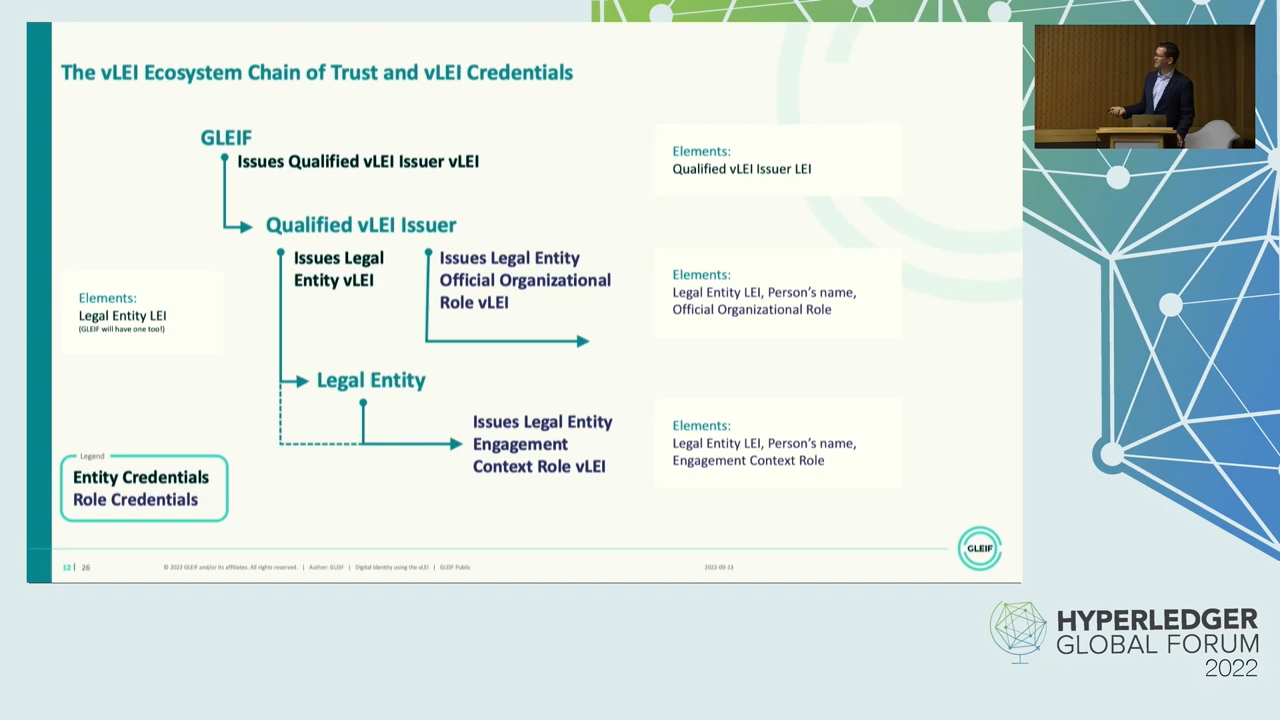 The vLEI Ecosystem Chain of Trust and vLEI Credentials
GLEIF
Issues Qualified vLEI Issuer vLEI
Elements:
Qualified vLEI Issuer LEI
Qualified vLEI Issuer
Issues Legal
Entity vLEI
Issues Legal Entity
Official Organizational
Role vLEI
Elements:
Legal Entity LEI, Person's name,
Official Organizational Role
Elements:
Legal Entity LEI
(GLEIF will have one too!)
Legal Entity
Issues Legal Entity
Engagement
Context Role vLEI
Elements:
Legal Entity LEI, Person's name,
Engagement Context Role
Legend
Entity Credentials
Role Credentials
GLEIF
12 | 26
© 2022 GLEIF and/or its affiliates. All rights reserved. | Author: GLEIF | Digital Identity using the vLEI | GLEIF Public
2022-09-13
HYPERLEDGER
GLOBAL FORUM
2022